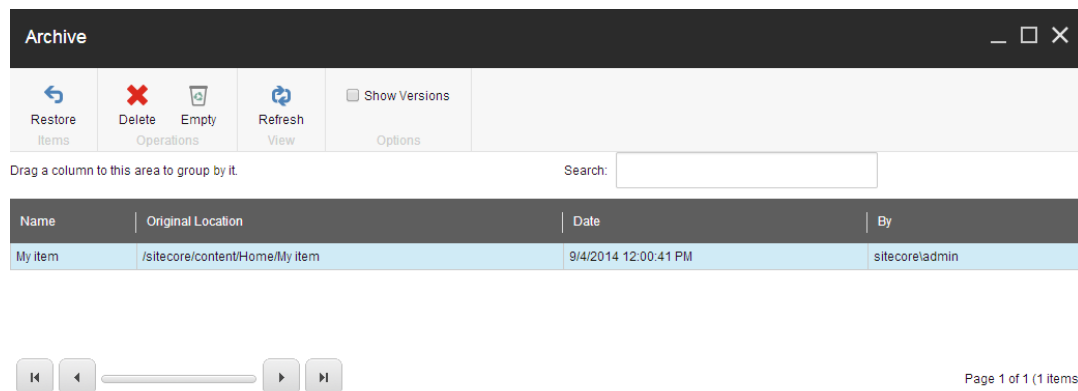 Archive
Restore
Delete Empty
Refresh
Show Versions
Items
Operations
View
Options
Drag a column to this area to group by it.
Search:
Name Original Location Date By
My item /sitecore/content/Home/My item 9/4/2014 12:00:41 PM sitecore\admin
Page 1 of 1 (1 items